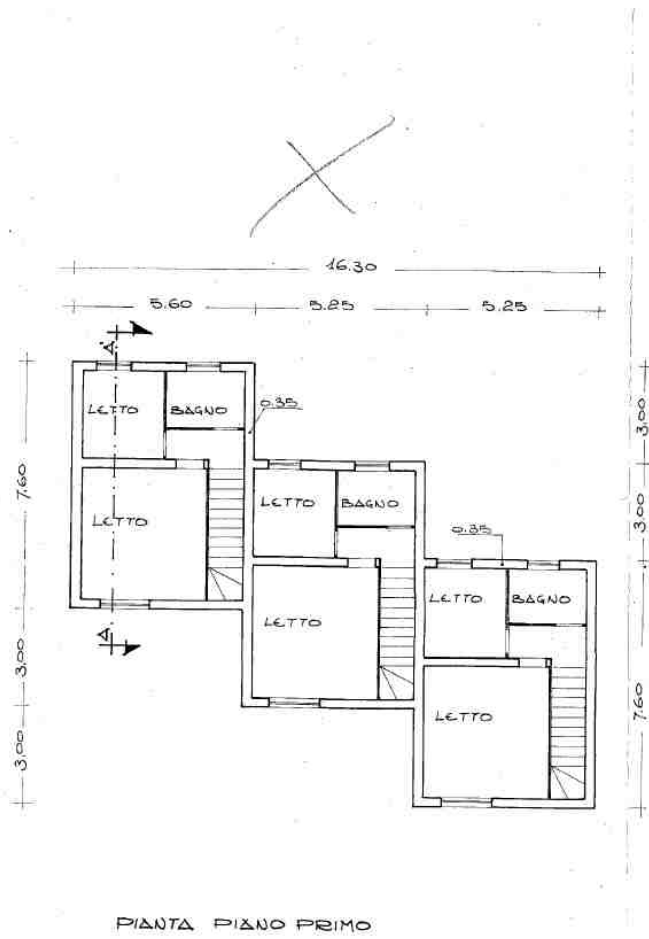 16.30
5.60 5.25 5.25
A'
LETTO BAGNO
0.35
3.00
7.60
LETTO BAGNO
3.00
LETTO
0.35
LETTO BAGNO
LETTO
A
3.00
LETTO
7.60
3.00
PIANTA PIANO PRIMO